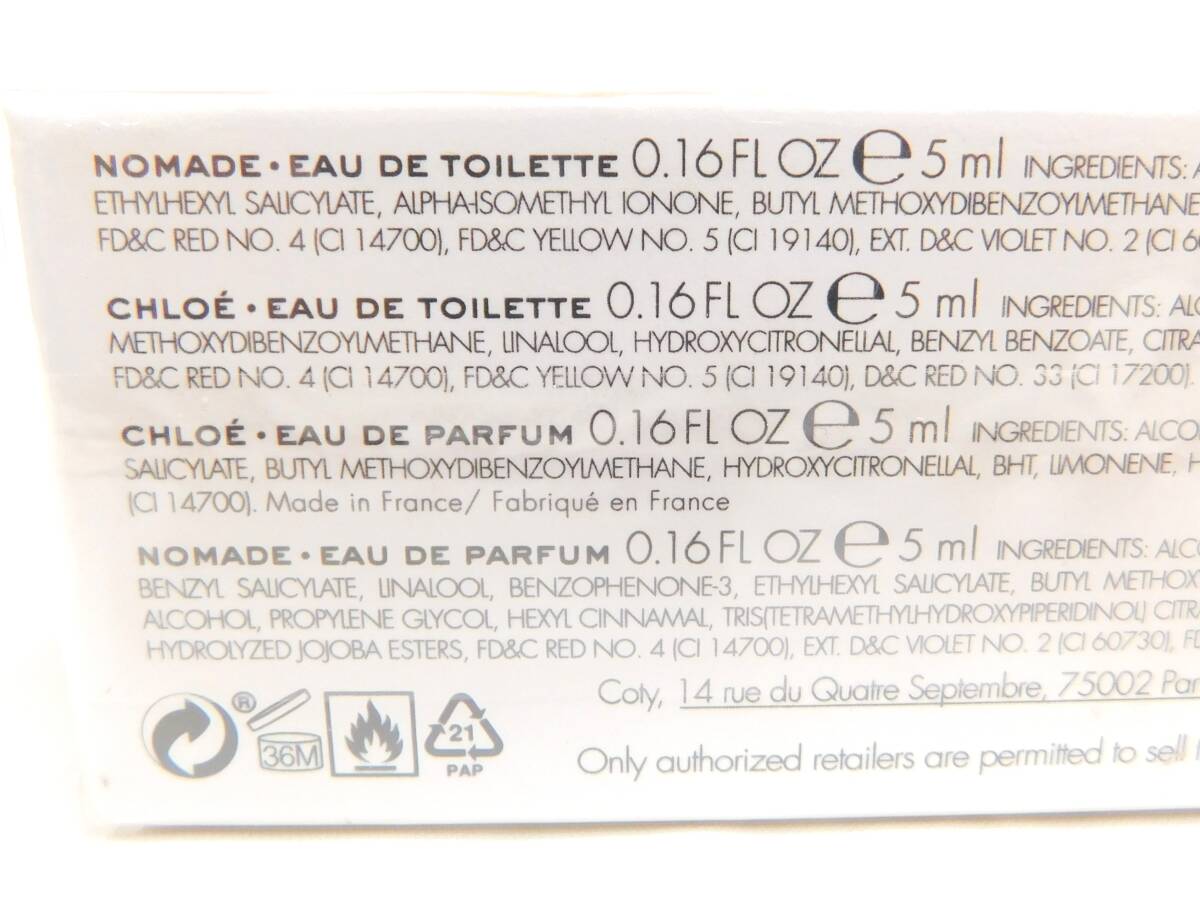 NOMADE • EAU DE TOILETTE 0.16 FL OZ ℮ 5 ml INGREDIENTS:
ETHYLHEXYL SALICYLATE, ALPHA-ISOMETHYL IONONE, BUTYL METHOXYDIBENZOYLMETHANE
FD&C RED NO. 4 (CI 14700), FD&C YELLOW NO. 5 (CI 19140), EXT. D&C VIOLET NO. 2 (CI
CHLOÉ • EAU DE TOILETTE 0.16 FL OZ ℮ 5 ml INGREDIENTS:
METHOXYDIBENZOYLMETHANE, LINALOOL, HYDROXYCITRONELLAL, BENZYL BENZOATE,
FD&C RED NO. 4 (CI 14700), FD&C YELLOW NO. 5 (CI 19140), D&C RED NO. 33 (CI 17200).
CHLOÉ • EAU DE PARFUM 0.16 FL OZ ℮ 5 ml INGREDIENTS:
SALICYLATE, BUTYL METHOXYDIBENZOYLMETHANE, HYDROXYCITRONELLAL, BHT, LIMONENE,
(CI 14700). Made in France/ Fabriqué en France
NOMADE • EAU DE PARFUM 0.16 FL OZ ℮ 5 ml INGREDIENTS:
BENZYL SALICYLATE, LINALOOL, BENZOPHENONE-3, ETHYLHEXYL SALICYLATE, BUTYL
ALCOHOL, PROPYLENE GLYCOL, HEXYL CINNAMAL, TRIS(TETRAMETHYLHYDROXYPIPERIDINOL)
HYDROLYZED JOJOBA ESTERS, FD&C RED NO. 4 (CI 14700), EXT. D&C VIOLET NO. 2 (CI 60730),
Coty, 14 rue du Quatre Septembre, 75002
®
36M
21
PAP
Only authorized retailers are permitted to sell